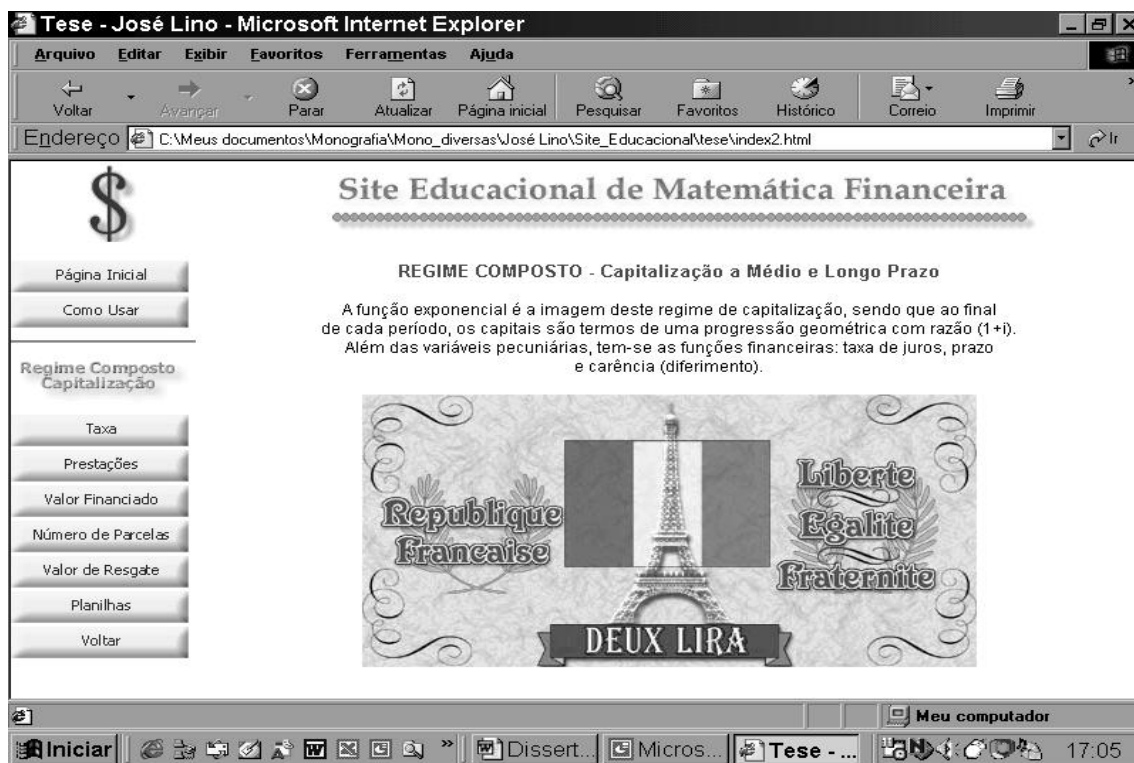 Tese - José Lino - Microsoft Internet Explorer
Arquivo Editar Exibir Favoritos Ferramentas Ajuda
Voltar Avançar Parar Atualizar Página inicial Pesquisar Favoritos Histórico Correio Imprimir
Endereço C:\Meus documentos\Monografia\Mono_diversas\José Lino\Site_Educacional\tese\index2.html Ir
$
Site Educacional de Matemática Financeira
Página Inicial
Como Usar
Regime Composto
Capitalização
Taxa
Prestações
Valor Financiado
Número de Parcelas
Valor de Resgate
Planilhas
Voltar
REGIME COMPOSTO - Capitalização a Médio e Longo Prazo
A função exponencial é a imagem deste regime de capitalização, sendo que ao final
de cada período, os capitais são termos de uma progressão geométrica com razão (1+i).
Além das variáveis pecuniárias, tem-se as funções financeiras: taxa de juros, prazo
e carência (diferimento).
Republique
Francaise
Liberte
Egalite
Fraternite
DEUX LIRA
Meu computador
Iniciar » Dissert... Micros... Tese - ... 17:05